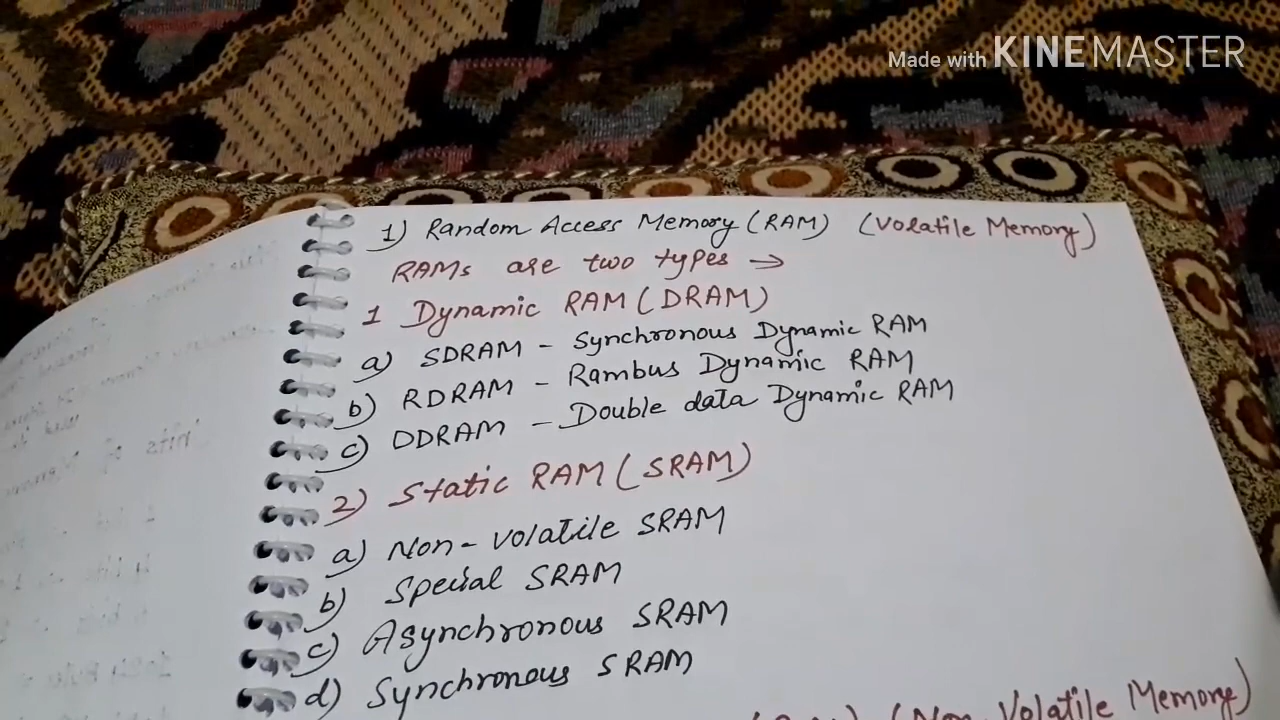 Made with KINEMASTER
1) Random Access Memory (RAM) (Volatile Memory)
RAMs are two types →
1 Dynamic RAM (DRAM)
a) SDRAM - Synchronous Dynamic RAM
b) RDRAM - Rambus Dynamic RAM
c) DDRAM - Double data Dynamic RAM
2) Static RAM (SRAM)
a) Non-volatile SRAM
b) Special SRAM
c) Asynchronous SRAM
d) Synchronous SRAM
(Non Volatile Memory)